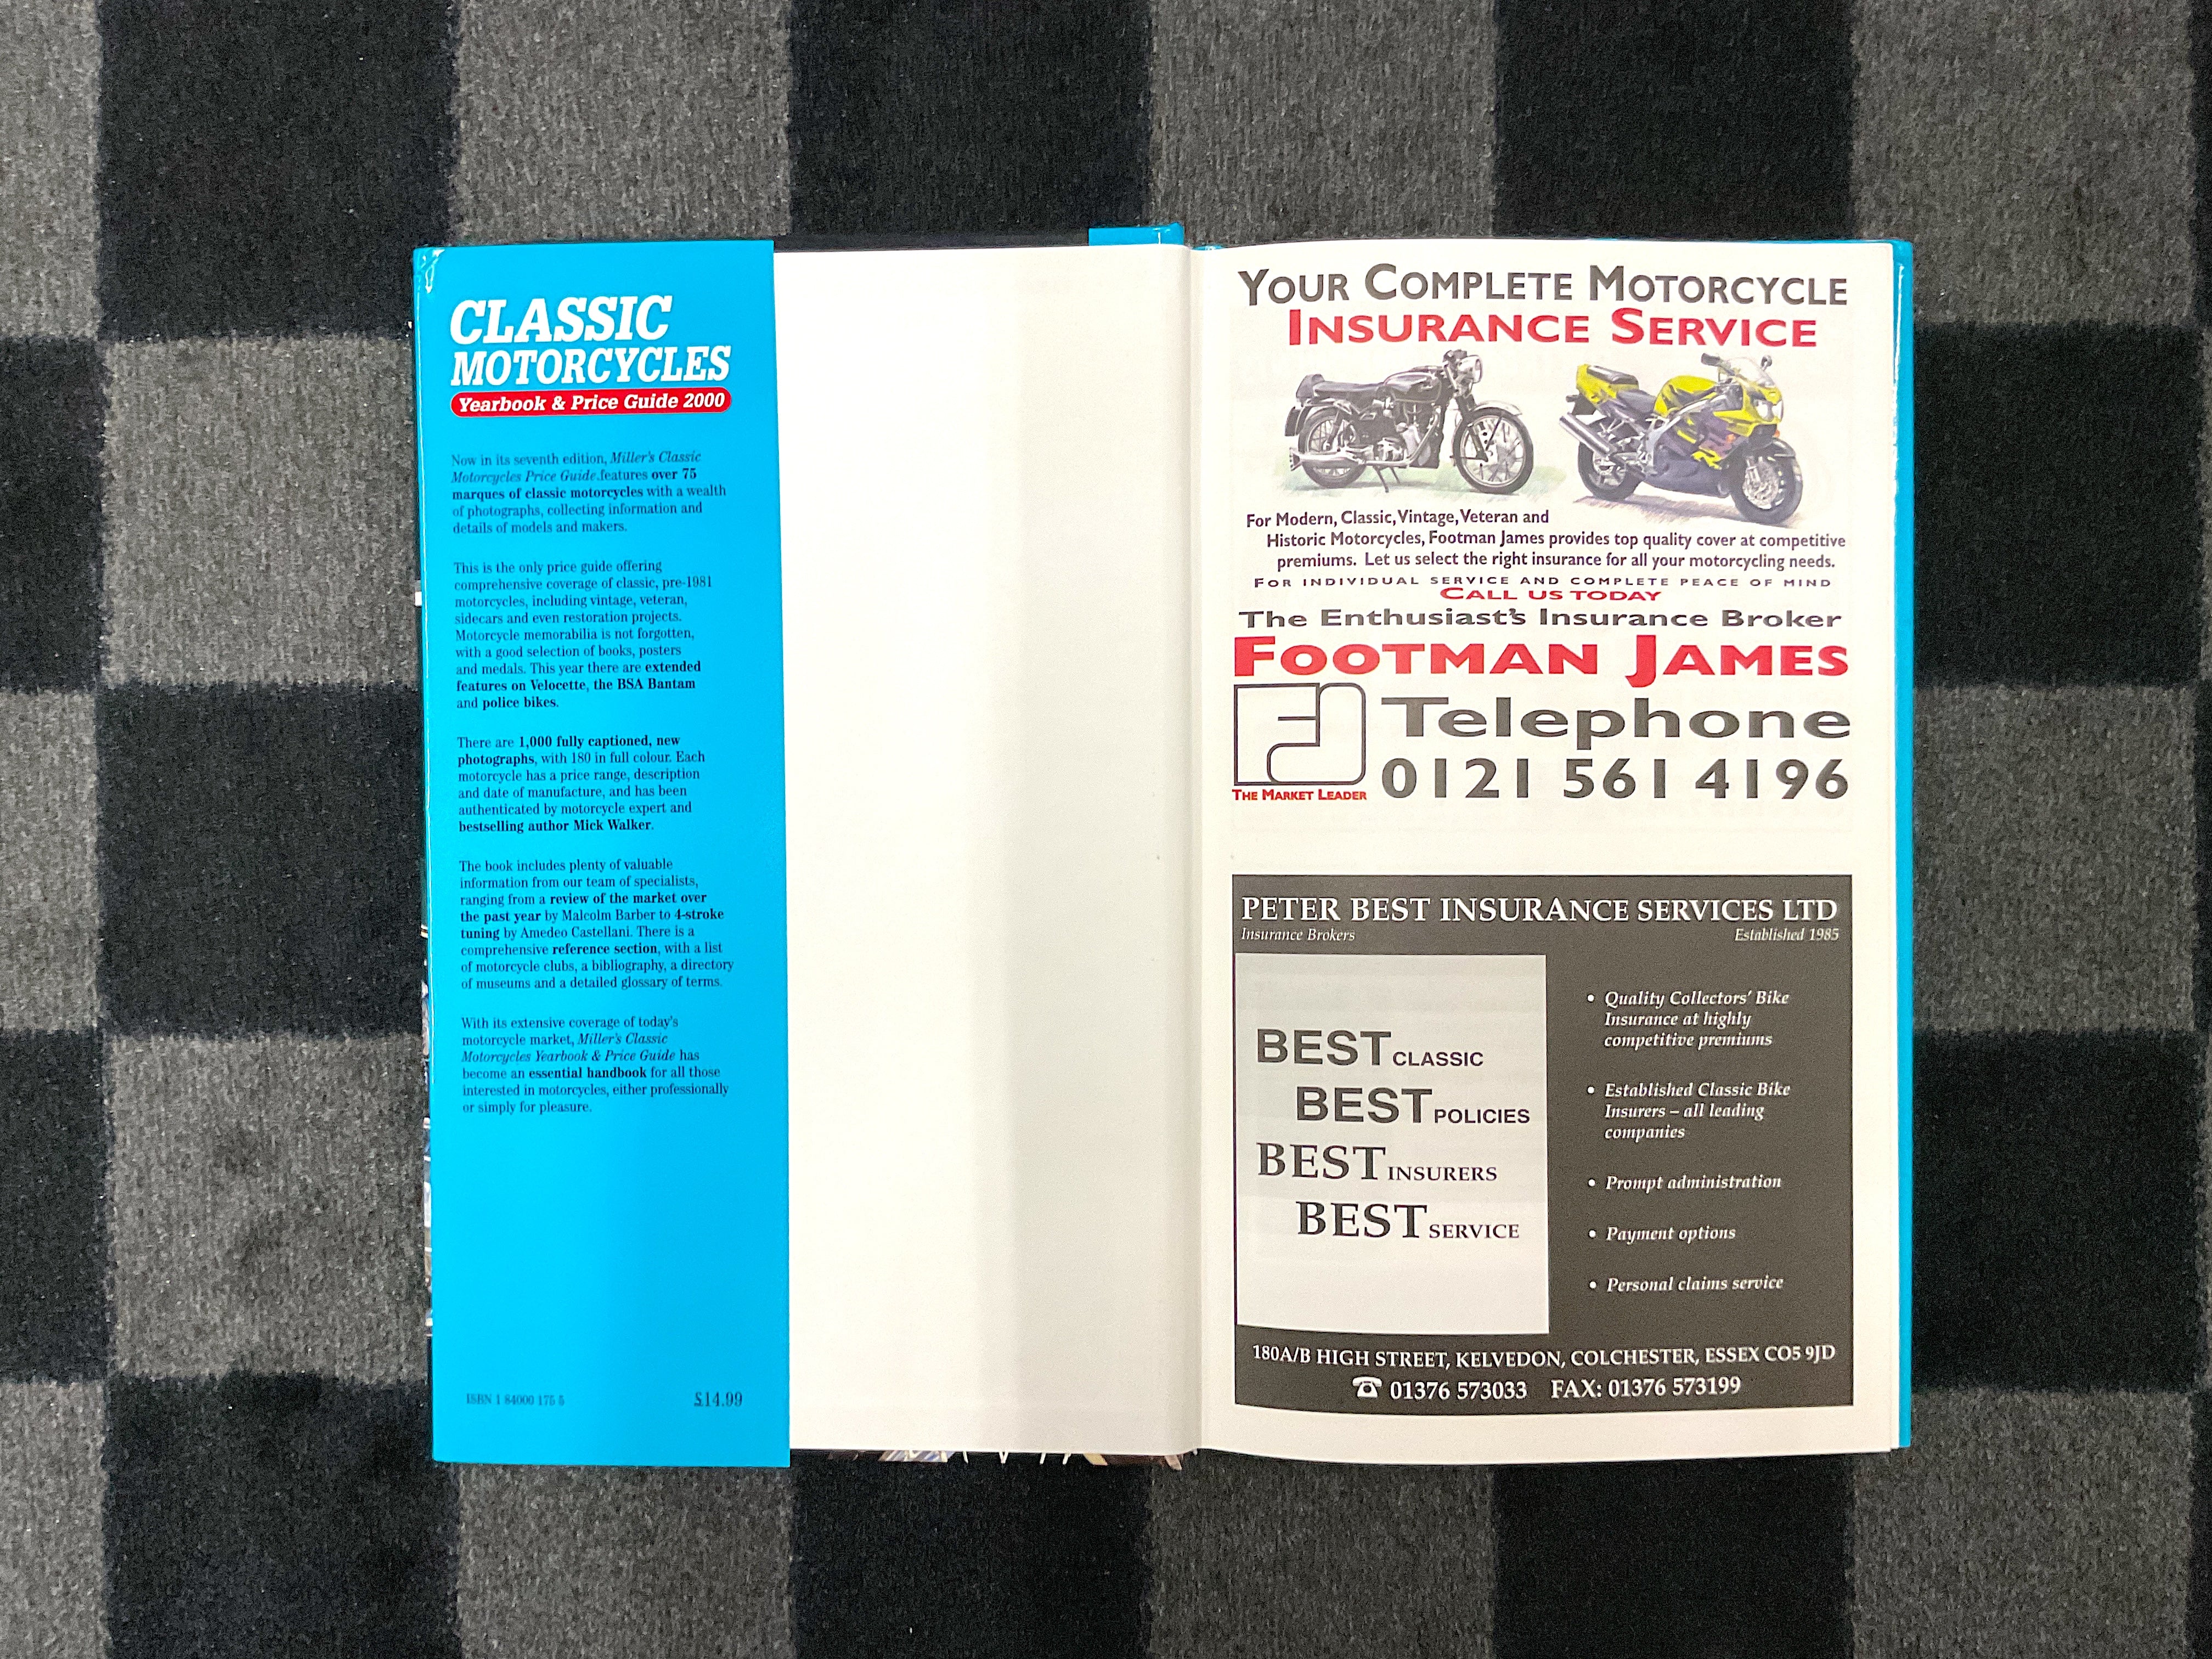 CLASSIC
MOTORCYCLES
Yearbook & Price Guide 2000
Now in its seventh edition, Miller's Classic
Motorcycles Price Guide.features over 75
marques of classic motorcycles with a wealth
of photographs, collecting information and
details of models and makers.
This is the only price guide offering
comprehensive coverage of classic, pre-1981
motorcycles, including vintage, veteran,
sidecars and even restoration projects.
Motorcycle memorabilia is not forgotten,
with a good selection of books, posters
and medals. This year there are extended
features on Velocette, the BSA Bantam
and police bikes.
There are 1,000 fully captioned, new
photographs, with 180 in full colour. Each
motorcycle has a price range, description
and date of manufacture, and has been
authenticated by motorcycle expert and
bestselling author Mick Walker.
The book includes plenty of valuable
information from our team of specialists,
ranging from a review of the market over
the past year by Malcolm Barber to 4-stroke
tuning by Amedeo Castellani. There is a
comprehensive reference section, with a list
of motorcycle clubs, a bibliography, a directory
of museums and a detailed glossary of terms.
With its extensive coverage of today's
motorcycle market, Miller's Classic
Motorcycles Yearbook & Price Guide has
become an essential handbook for all those
interested in motorcycles, either professionally
or simply for pleasure.
ISBN 1 84000 175 5
£14.99
YOUR COMPLETE MOTORCYCLE
INSURANCE SERVICE
For Modern, Classic, Vintage, Veteran and
Historic Motorcycles, Footman James provides top quality cover at competitive
premiums. Let us select the right insurance for all your motorcycling needs.
FOR INDIVIDUAL SERVICE AND COMPLETE PEACE OF MIND
CALL US TODAY
The Enthusiast's Insurance Broker
FOOTMAN JAMES
Telephone
0121 561 4196
THE MARKET LEADER
PETER BEST INSURANCE SERVICES LTD
Insurance Brokers
Established 1985
BEST CLASSIC
BEST POLICIES
BEST INSURERS
BEST SERVICE
• Quality Collectors' Bike
Insurance at highly
competitive premiums
• Established Classic Bike
Insurers – all leading
companies
• Prompt administration
• Payment options
• Personal claims service
180A/B HIGH STREET, KELVEDON, COLCHESTER, ESSEX CO5 9JD
☎ 01376 573033 FAX: 01376 573199